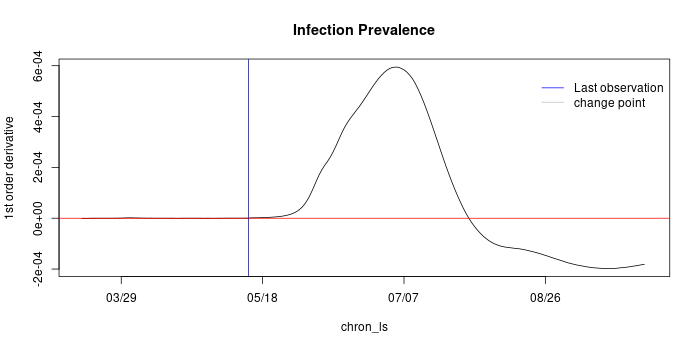 Infection Prevalence
6e-04
4e-04
2e-04
0e+00
-2e-04
1st order derivative
Last observation
change point
03/29
05/18
07/07
08/26
chron_ls